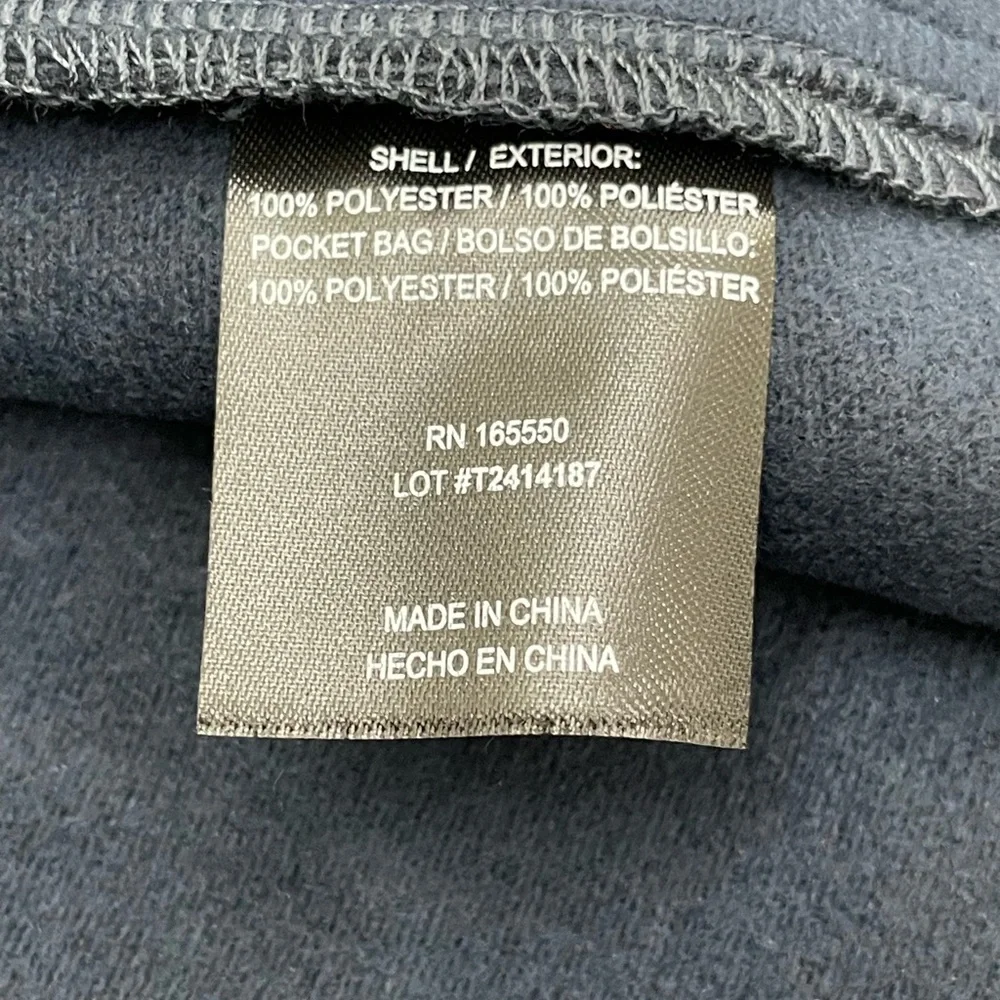 SHELL / EXTERIOR:
100% POLYESTER / 100% POLIÉSTER
POCKET BAG / BOLSO DE BOLSILLO:
100% POLYESTER / 100% POLIÉSTER
RN 165550
LOT #T2414187
MADE IN CHINA
HECHO EN CHINA